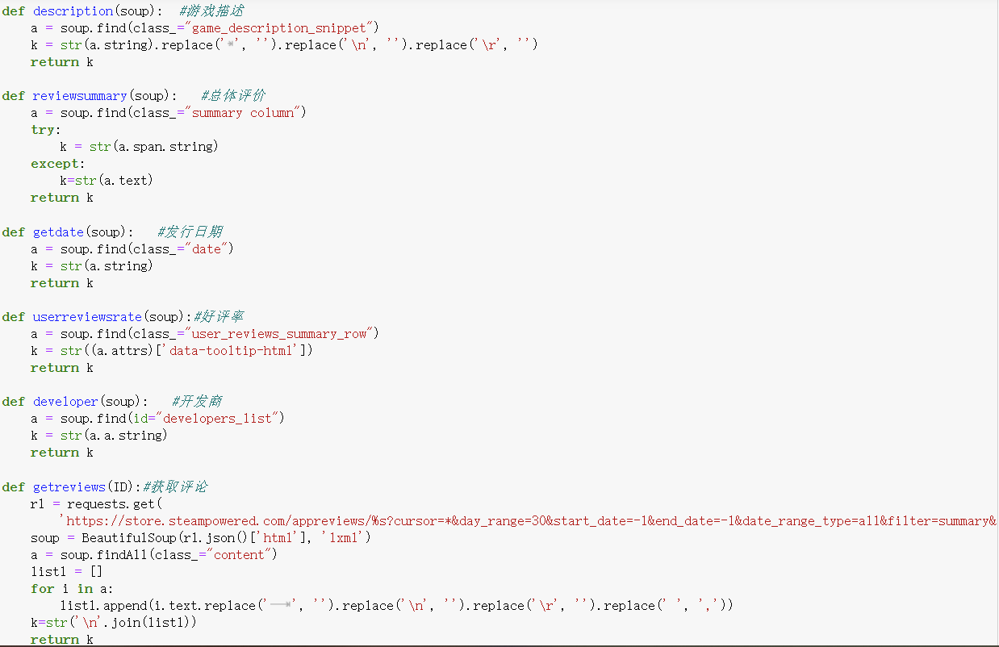 def description(soup):  #游戏描述
    a = soup.find(class_="game_description_snippet")
    k = str(a.string).replace('	', '').replace('\n', '').replace('\r', '')
    return k

def reviewsummary(soup):   #总体评价
    a = soup.find(class_="summary column")
    try:
        k = str(a.span.string)
    except:
        k=str(a.text)
    return k

def getdate(soup):   #发行日期
    a = soup.find(class_="date")
    k = str(a.string)
    return k

def userreviewsrate(soup):#好评率
    a = soup.find(class_="user_reviews_summary_row")
    k = str((a.attrs)['data-tooltip-html'])
    return k

def developer(soup):   #开发商
    a = soup.find(id="developers_list")
    k = str(a.a.string)
    return k

def getreviews(ID):#获取评论
    r1 = requests.get(
        'https://store.steampowered.com/appreviews/%s?cursor=*&day_range=30&start_date=-1&end_date=-1&date_range_type=all&filter=summary&
    soup = BeautifulSoup(r1.json()['html'], 'lxml')
    a = soup.findAll(class_="content")
    list1 = []
    for i in a:
        list1.append(i.text.replace('	', '').replace('\n', '').replace('\r', '').replace(' ', ','))
    k=str('\n'.join(list1))
    return k